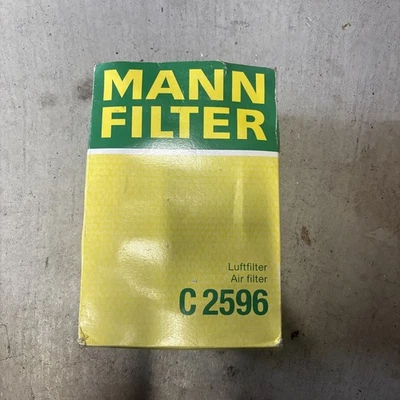 MANN
FILTER
Luftfilter
Air filter
C 2596